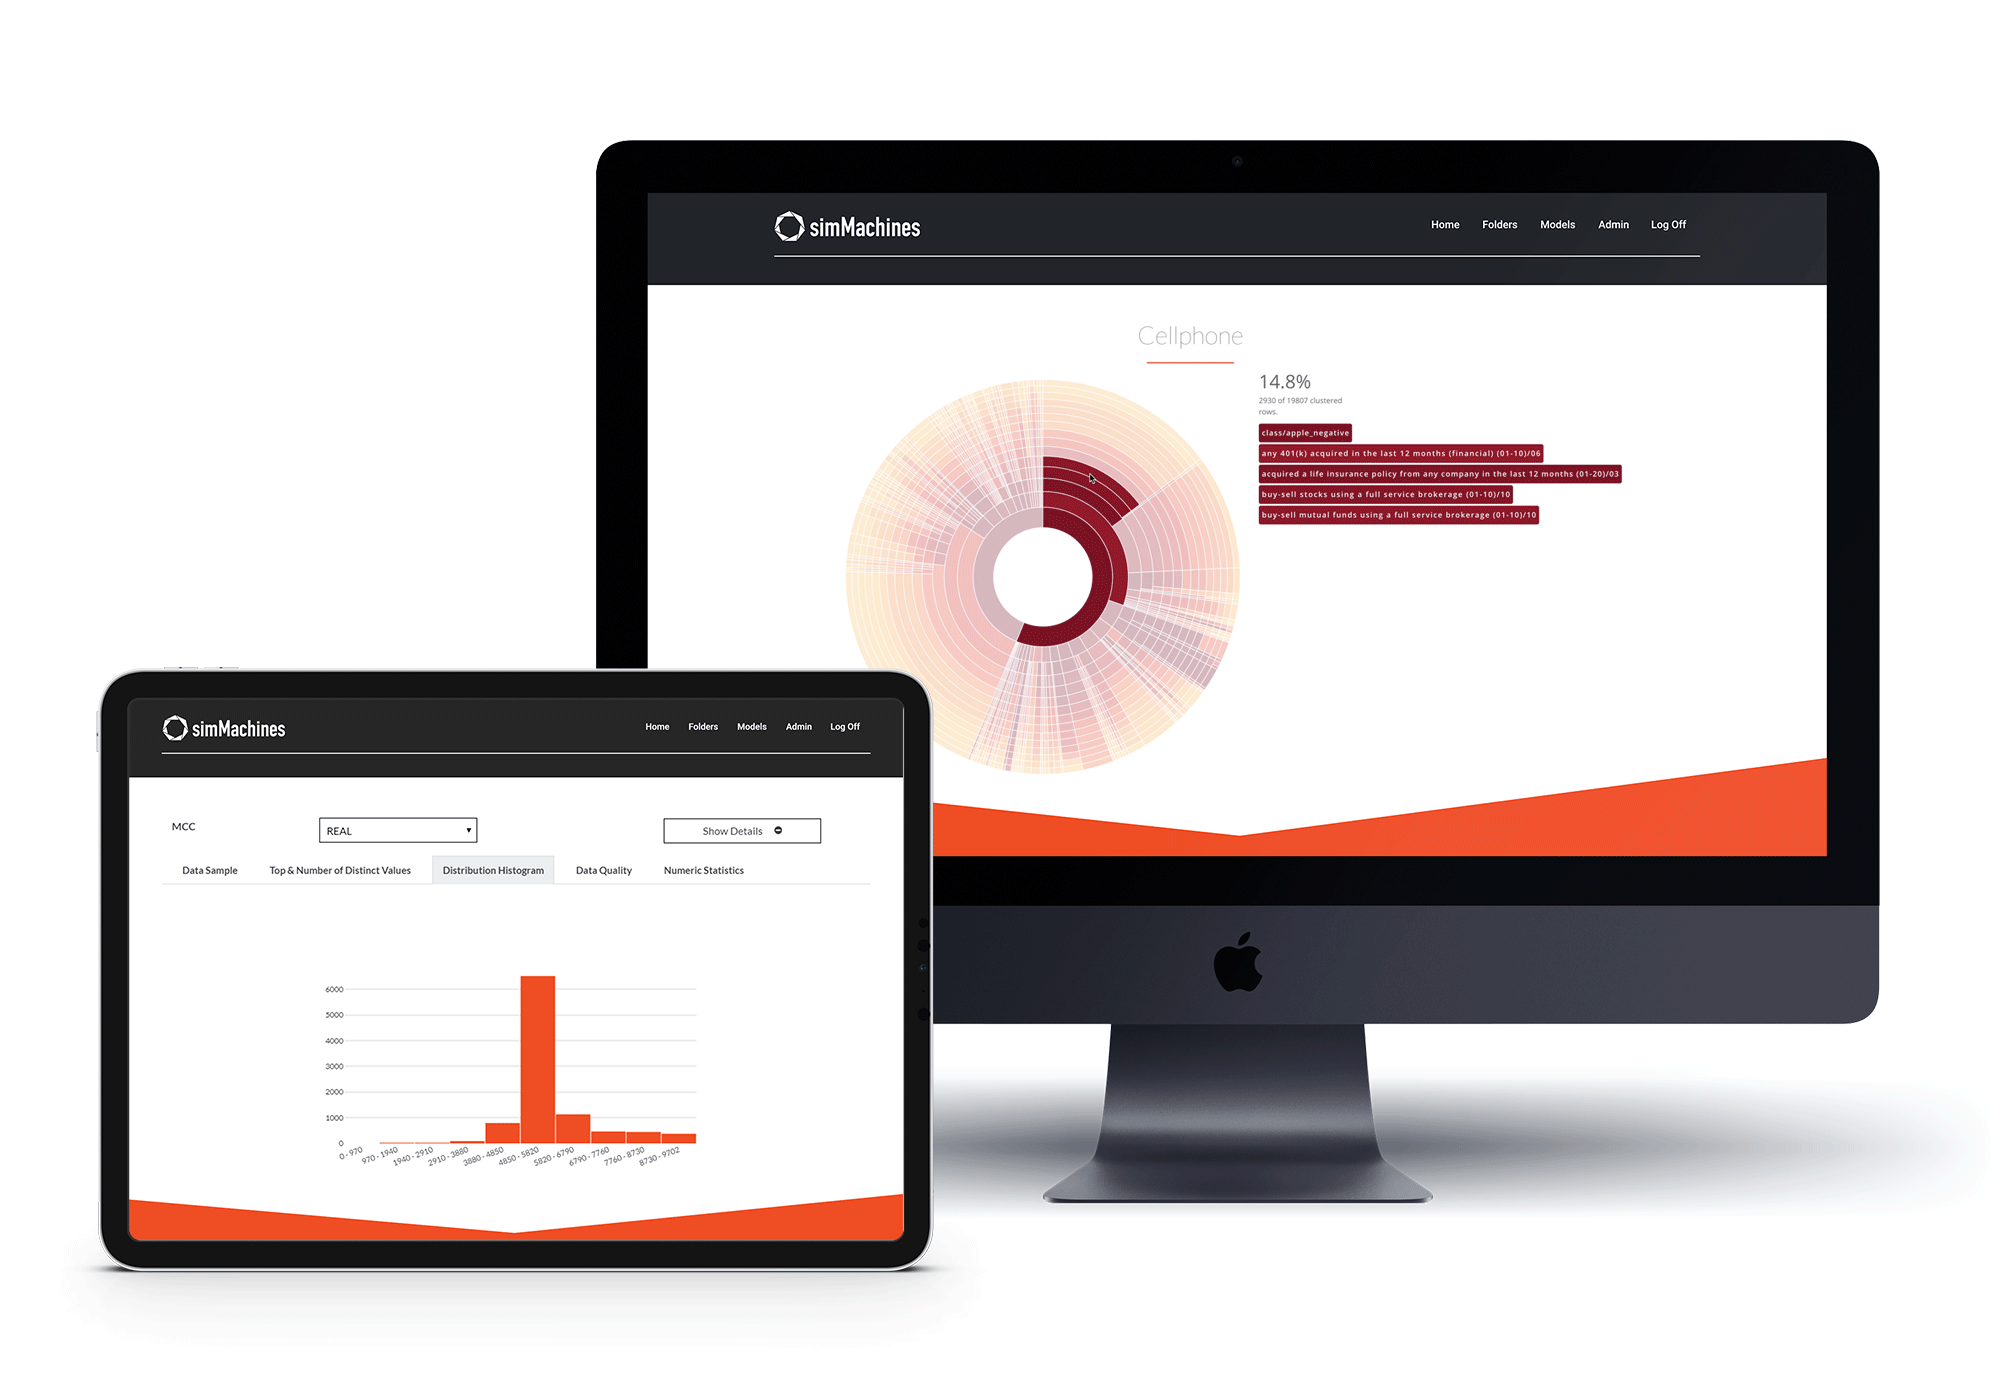 simMachines
Home Folders Models Admin Log Off
Cellphone
14.8%
2930 of 19807 clustered
rows.
class/apple_negative
any 401(k) acquired in the last 12 months (financial) (01-10)/06
acquired a life insurance policy from any company in the last 12 months (01-20)/03
buy-sell stocks using a full service brokerage (01-10)/10
buy-sell mutual funds using a full service brokerage (01-10)/10
simMachines
Home Folders Models Admin Log Off
MCC
REAL
Show Details
Data Sample Top & Number of Distinct Values Distribution Histogram Data Quality Numeric Statistics
6000
5000
4000
3000
2000
1000
0
0 - 970 970 - 1940 1940 - 2910 2910 - 3880 3880 - 4850 4850 - 5820 5820 - 6790 6790 - 7760 7760 - 8730 8730 - 9702